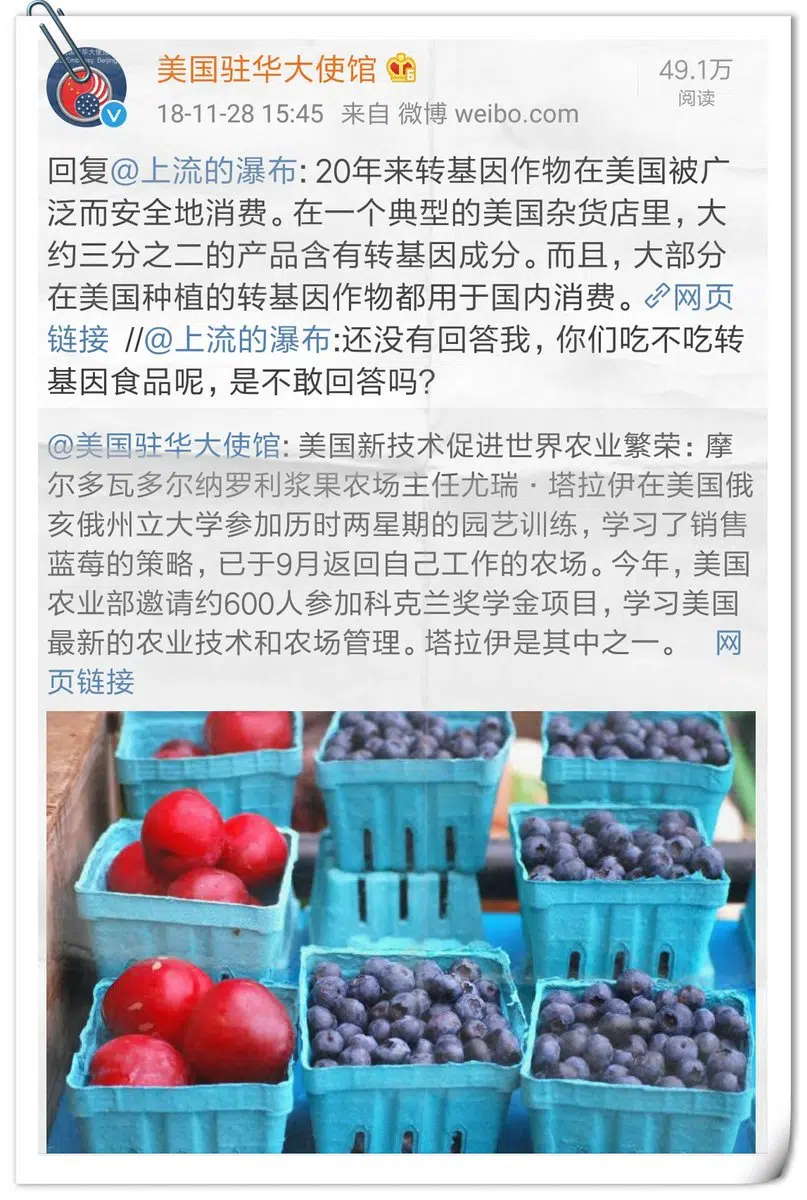 美国驻华大使馆
49.1万
18-11-28 15:45 来自 微博 weibo.com
阅读
回复@上流的瀑布: 20年来转基因作物在美国被广
泛而安全地消费。在一个典型的美国杂货店里，大
约三分之二的产品含有转基因成分。而且，大部分
在美国种植的转基因作物都用于国内消费。网页
链接 //@上流的瀑布:还没有回答我，你们吃不吃转
基因食品呢，是不敢回答吗？
@美国驻华大使馆: 美国新技术促进世界农业繁荣：摩
尔多瓦多尔纳罗利浆果农场主任尤瑞·塔拉伊在美国俄
亥俄州立大学参加历时两星期的园艺训练，学习了销售
蓝莓的策略，已于9月返回自己工作的农场。今年，美国
农业部邀请约600人参加科克兰奖学金项目，学习美国
最新的农业技术和农场管理。塔拉伊是其中之一。 网
页链接